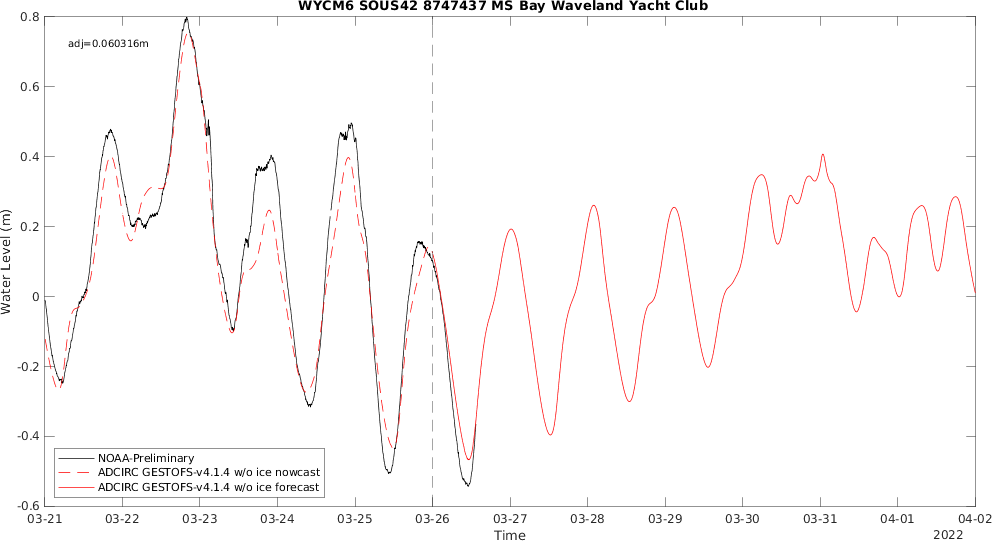 WYCM6 SOUS42 8747437 MS Bay Waveland Yacht Club
adj=0.060316m
0.8
0.6
0.4
0.2
0
-0.2
-0.4
-0.6
Water Level (m)
NOAA-Preliminary
ADCIRC GESTOFS-v4.1.4 w/o ice nowcast
ADCIRC GESTOFS-v4.1.4 w/o ice forecast
03-21 03-22 03-23 03-24 03-25 03-26 03-27 03-28 03-29 03-30 03-31 04-01 04-02
Time
2022